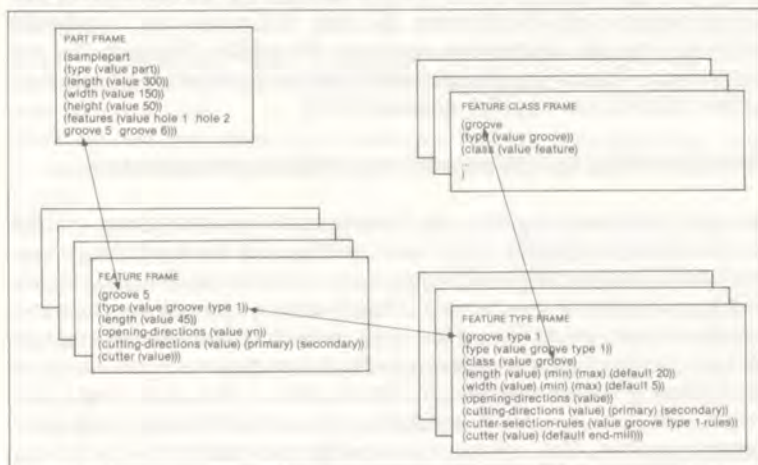 PART FRAME
(samplepart
(type (value part))
(length (value 300))
(width (value 150))
(height (value 50))
(features (value hole 1 hole 2
groove 5 groove 6)))
FEATURE CLASS FRAME
(groove
(type (value groove))
(class (value feature)
)
FEATURE FRAME
(groove 5
(type (value groove type 1))
(length (value 45))
(opening-directions (value yn))
(cutting-directions (value) (primary) (secondary))
(cutter (value)))
FEATURE TYPE FRAME
(groove type 1
(type (value groove type 1))
(class (value groove)
(length (value) (min) (max) (default 20))
(width (value) (min) (max) (default 5))
(opening-directions (value))
(cutting-directions (value) (primary) (secondary))
(cutter-selection-rules (value groove type 1-rules))
(cutter (value) (default end-mill)))